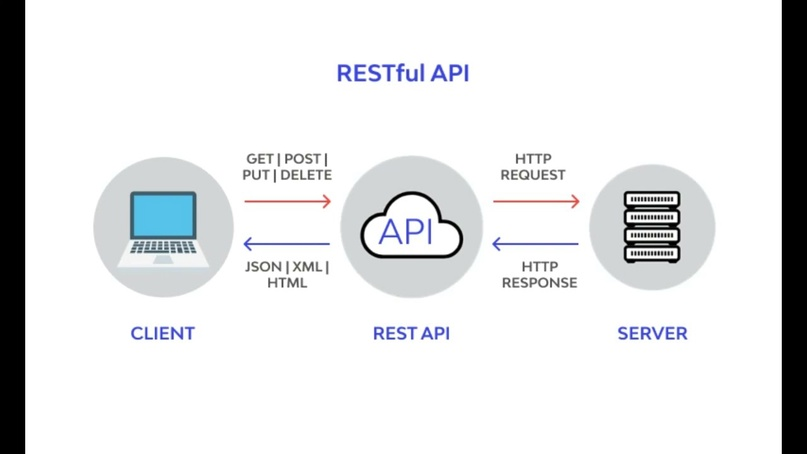 RESTful API
GET | POST |
PUT | DELETE
HTTP
REQUEST
API
JSON | XML |
HTML
HTTP
RESPONSE
CLIENT
REST API
SERVER